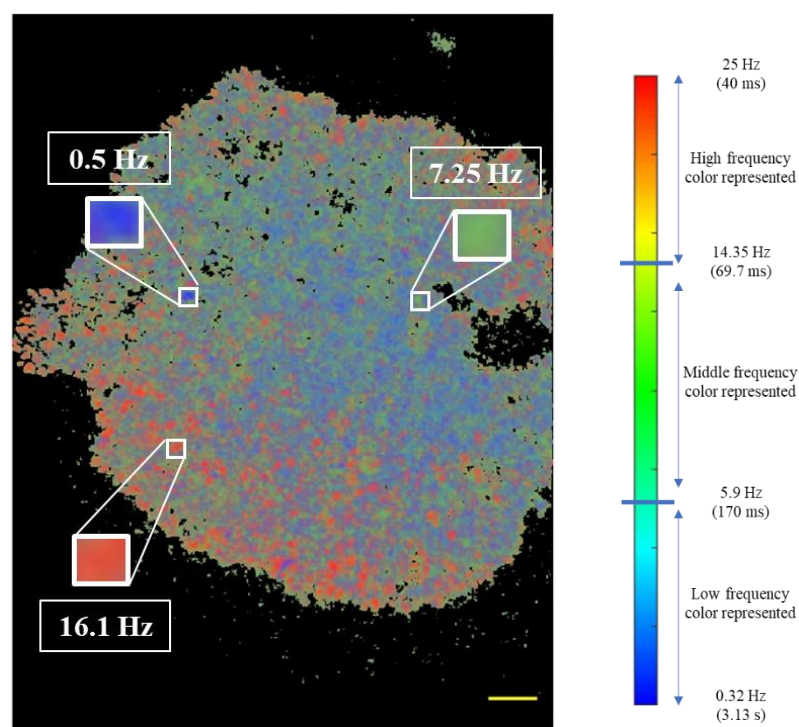 0.5 Hz
7.25 Hz
16.1 Hz
25 Hz
(40 ms)
High frequency
color represented
14.35 Hz
(69.7 ms)
Middle frequency
color represented
5.9 Hz
(170 ms)
Low frequency
color represented
0.32 Hz
(3.13 s)